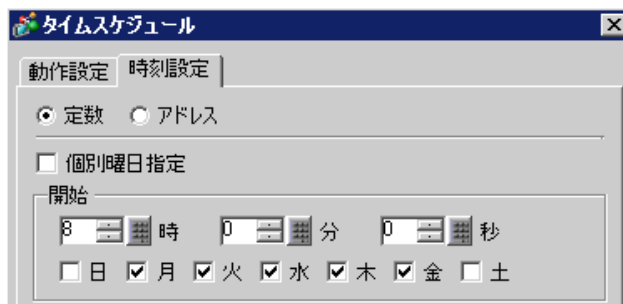 タイムスケジュール
動作設定 時刻設定
定数 アドレス
個別曜日指定
開始
8 時 0 分 0 秒
日 月 火 水 木 金 土